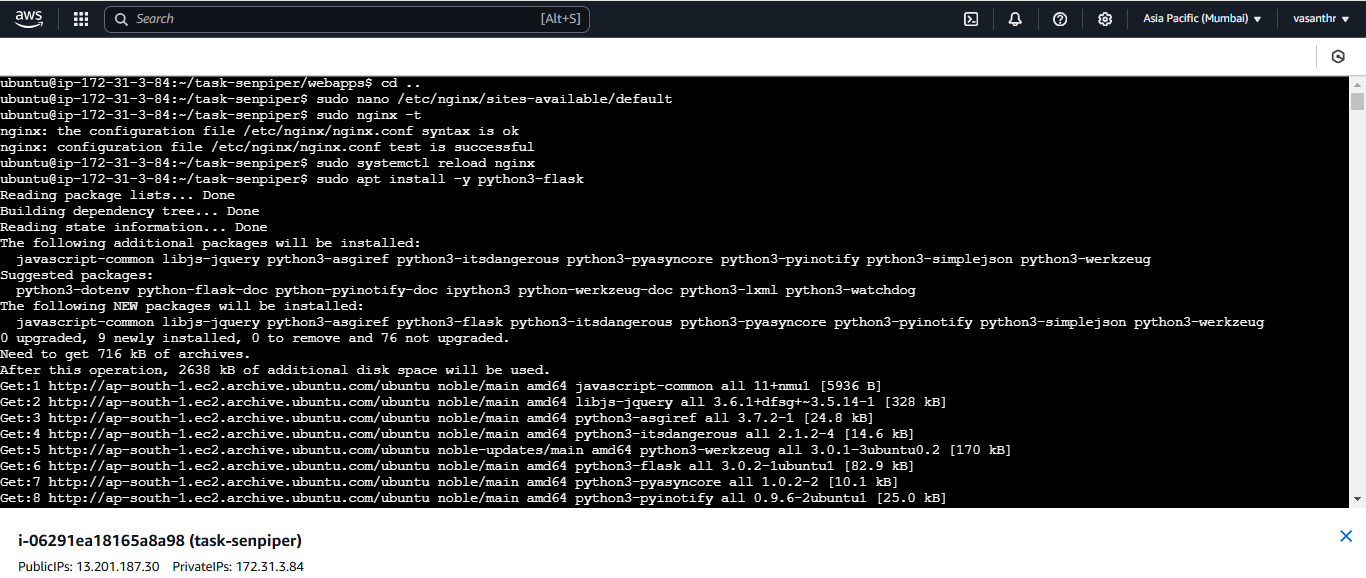 aws
Search [Alt+S] Asia Pacific (Mumbai) vasanthr
ubuntu@ip-172-31-3-84:~/task-senpiper/webapps$ cd ..
ubuntu@ip-172-31-3-84:~/task-senpiper$ sudo nano /etc/nginx/sites-available/default
ubuntu@ip-172-31-3-84:~/task-senpiper$ sudo nginx -t
nginx: the configuration file /etc/nginx/nginx.conf syntax is ok
nginx: configuration file /etc/nginx/nginx.conf test is successful
ubuntu@ip-172-31-3-84:~/task-senpiper$ sudo systemctl reload nginx
ubuntu@ip-172-31-3-84:~/task-senpiper$ sudo apt install -y python3-flask
Reading package lists... Done
Building dependency tree... Done
Reading state information... Done
The following additional packages will be installed:
  javascript-common libjs-jquery python3-asgiref python3-itsdangerous python3-pyasyncore python3-pyinotify python3-simplejson python3-werkzeug
Suggested packages:
  python3-dotenv python-flask-doc python-pyinotify-doc ipython3 python-werkzeug-doc python3-lxml python3-watchdog
The following NEW packages will be installed:
  javascript-common libjs-jquery python3-asgiref python3-flask python3-itsdangerous python3-pyasyncore python3-pyinotify python3-simplejson python3-werkzeug
0 upgraded, 9 newly installed, 0 to remove and 76 not upgraded.
Need to get 716 kB of archives.
After this operation, 2638 kB of additional disk space will be used.
Get:1 http://ap-south-1.ec2.archive.ubuntu.com/ubuntu noble/main amd64 javascript-common all 11+nmu1 [5936 B]
Get:2 http://ap-south-1.ec2.archive.ubuntu.com/ubuntu noble/main amd64 libjs-jquery all 3.6.1+dfsg+~3.5.14-1 [328 kB]
Get:3 http://ap-south-1.ec2.archive.ubuntu.com/ubuntu noble/main amd64 python3-asgiref all 3.7.2-1 [24.8 kB]
Get:4 http://ap-south-1.ec2.archive.ubuntu.com/ubuntu noble/main amd64 python3-itsdangerous all 2.1.2-4 [14.6 kB]
Get:5 http://ap-south-1.ec2.archive.ubuntu.com/ubuntu noble-updates/main amd64 python3-werkzeug all 3.0.1-3ubuntu0.2 [170 kB]
Get:6 http://ap-south-1.ec2.archive.ubuntu.com/ubuntu noble/main amd64 python3-flask all 3.0.2-1ubuntu1 [82.9 kB]
Get:7 http://ap-south-1.ec2.archive.ubuntu.com/ubuntu noble/main amd64 python3-pyasyncore all 1.0.2-2 [10.1 kB]
Get:8 http://ap-south-1.ec2.archive.ubuntu.com/ubuntu noble/main amd64 python3-pyinotify all 0.9.6-2ubuntu1 [25.0 kB]
i-06291ea18165a8a98 (task-senpiper)
PublicIPs: 13.201.187.30 PrivateIPs: 172.31.3.84